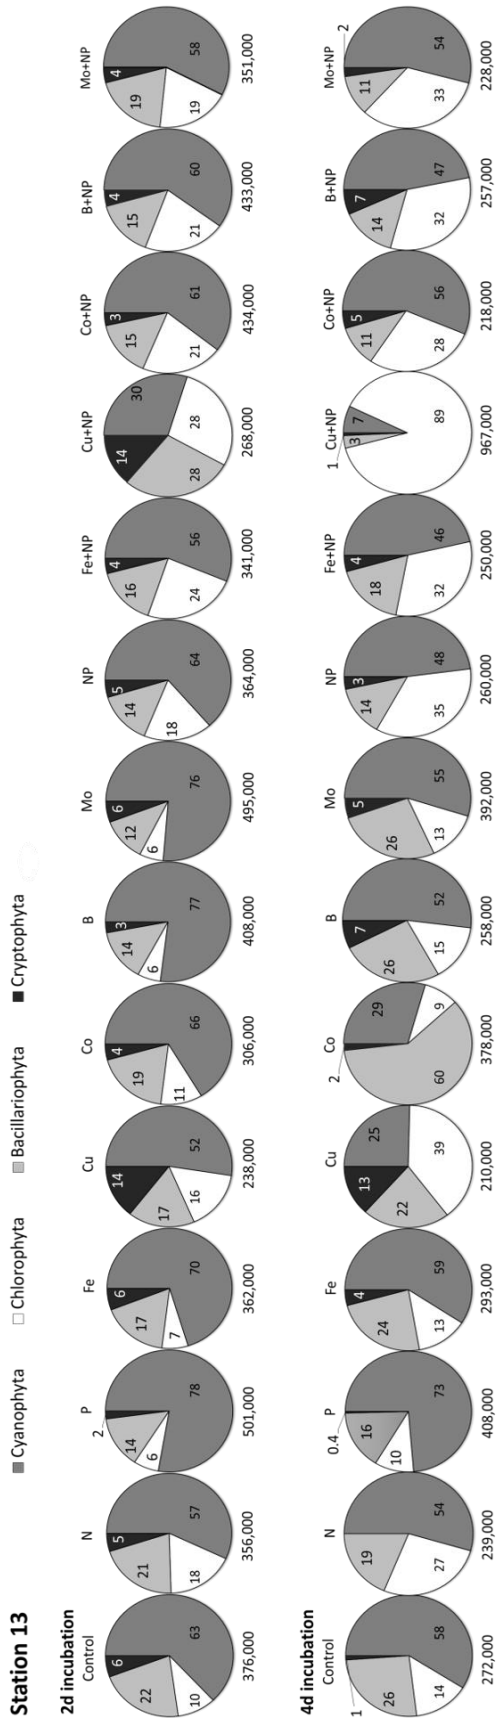 Station 13
Cyanophyta Chlorophyta Bacillariophyta Cryptophyta
2d incubation
Control N P Fe Cu Co B Mo NP Fe+NP Cu+NP Co+NP B+NP Mo+NP
6 22 10 63
5 21 18 57
2 14 6 78
6 17 7 70
14 17 16 52
4 19 11 66
3 14 6 77
6 12 6 76
5 14 18 64
4 16 24 56
14 28 28 30
3 15 21 61
4 15 21 60
4 19 19 58
376,000 356,000 501,000 362,000 238,000 306,000 408,000 495,000 364,000 341,000 268,000 434,000 433,000 351,000
4d incubation
Control N P Fe Cu Co B Mo NP Fe+NP Cu+NP Co+NP B+NP Mo+NP
1 26 14 58
19 27 54
0.4 16 10 73
4 24 13 59
13 22 39 25
2 60 9 29
7 26 15 52
5 26 13 55
3 14 35 48
4 18 32 46
1 3 89 7
5 11 28 56
7 14 32 47
2 11 33 54
272,000 239,000 408,000 293,000 210,000 378,000 258,000 392,000 260,000 250,000 967,000 218,000 257,000 228,000